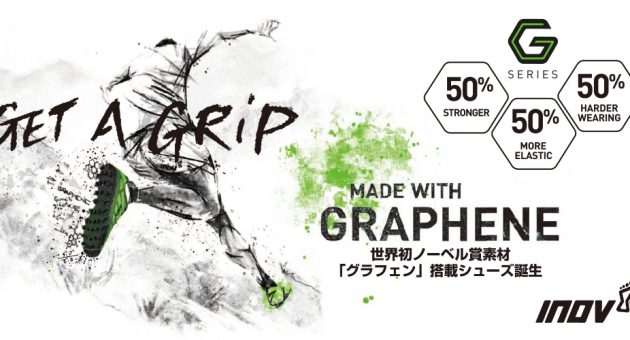 GET A GRIP
G
SERIES
50%
STRONGER
50%
MORE
ELASTIC
50%
HARDER
WEARING
MADE WITH
GRAPHENE
世界初ノーベル賞素材
「グラフェン」搭載シューズ誕生
INOV